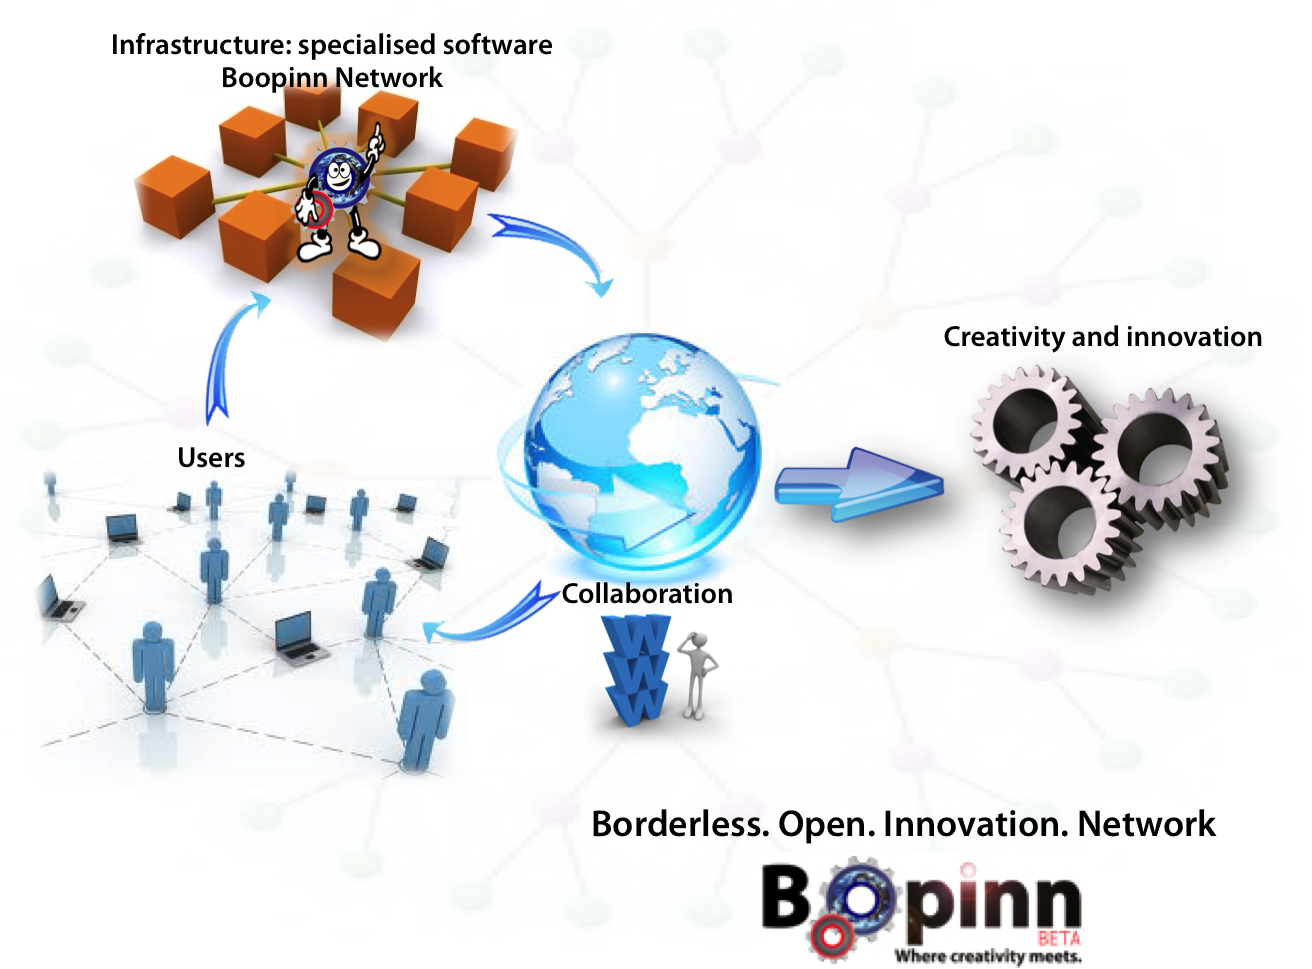 Infrastructure: specialised software
Boopinn Network
Creativity and innovation
Users
Collaboration
W
W
W
Borderless. Open. Innovation. Network
Boopinn
BETA
Where creativity meets.